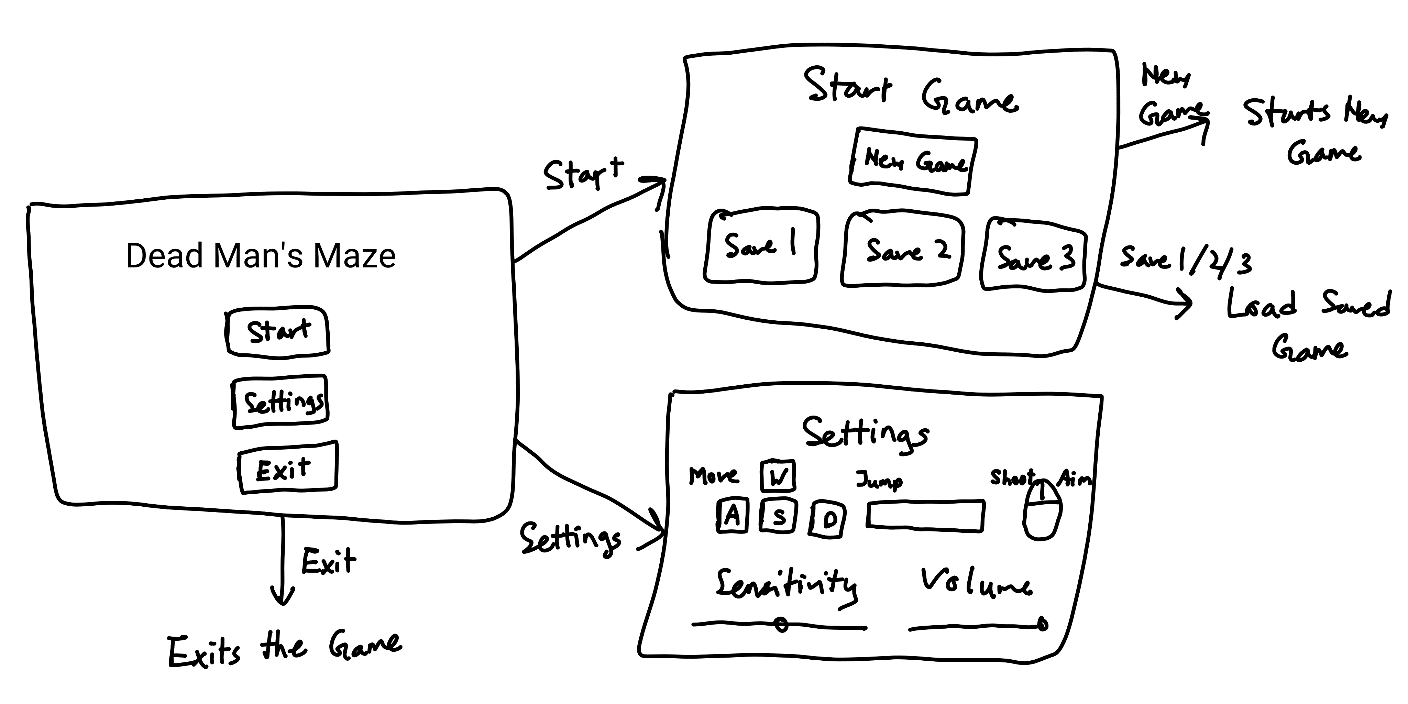 Dead Man's Maze
Start
Settings
Exit
Exit
Exits the Game
Start
Start Game
New Game
Save 1
Save 2
Save 3
New
Game
Starts New
Game
Save 1/2/3
Load Saved
Game
Settings
Settings
Move
W
A S D
Jump
Shoot Aim
Sensitivity
Volume